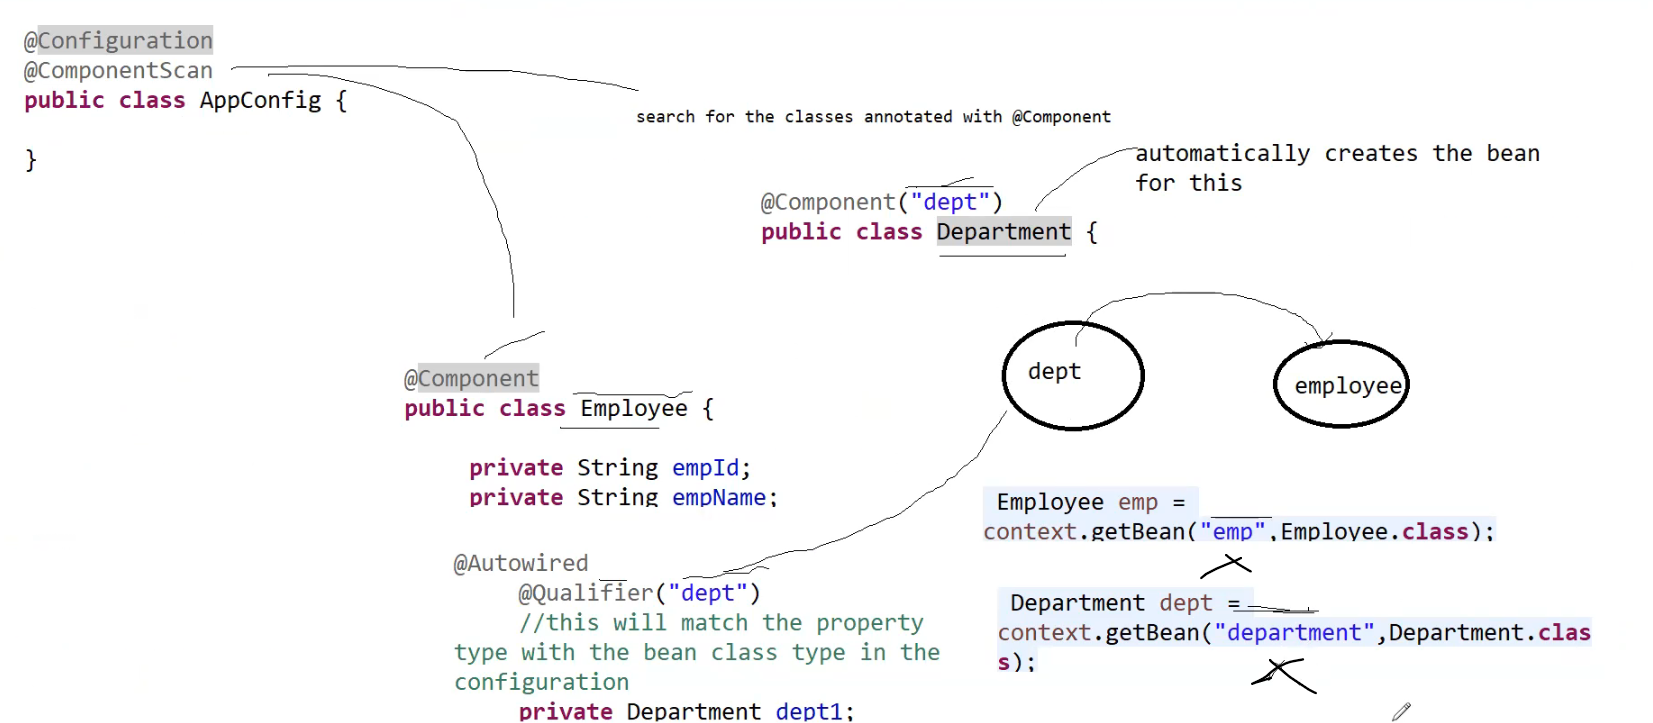 @Configuration
@ComponentScan
public class AppConfig {
}
search for the classes annotated with @Component
automatically creates the bean
for this
@Component("dept")
public class Department {
@Component
public class Employee {
private String empId;
private String empName;
@Autowired
@Qualifier("dept")
//this will match the property
type with the bean class type in the
configuration
private Department dept1;
dept
employee
Employee emp =
context.getBean("emp",Employee.class);
Department dept =
context.getBean("department",Department.clas
s);